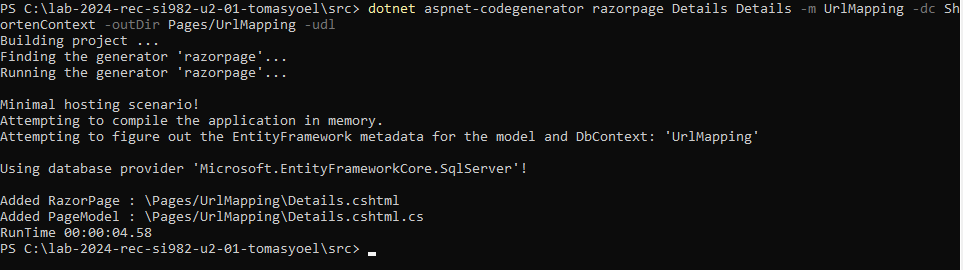 PS C:\lab-2024-rec-si982-u2-01-tomasyoel\src> dotnet aspnet-codegenerator razorpage Details Details -m UrlMapping -dc Sh
ortenContext -outDir Pages/UrlMapping -udl
Building project ...
Finding the generator 'razorpage'...
Running the generator 'razorpage'...
Minimal hosting scenario!
Attempting to compile the application in memory.
Attempting to figure out the EntityFramework metadata for the model and DbContext: 'UrlMapping'
Using database provider 'Microsoft.EntityFrameworkCore.SqlServer'!
Added RazorPage : \Pages/UrlMapping\Details.cshtml
Added PageModel : \Pages/UrlMapping\Details.cshtml.cs
RunTime 00:00:04.58
PS C:\lab-2024-rec-si982-u2-01-tomasyoel\src>